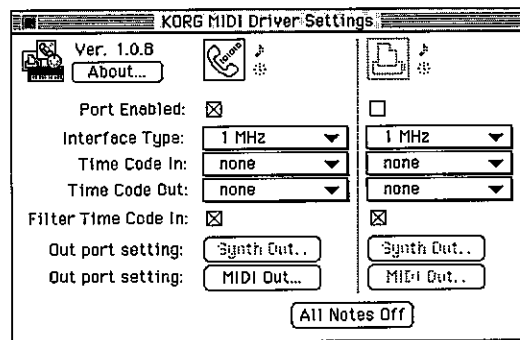 KORG MIDI Driver Settings
Ver. 1.0.8
About...
Port Enabled:
Interface Type: 1 MHz 1 MHz
Time Code In: none none
Time Code Out: none none
Filter Time Code In:
Out port setting: Synth Out.. Synth Out..
Out port setting: MIDI Out... MIDI Out..
All Notes Off